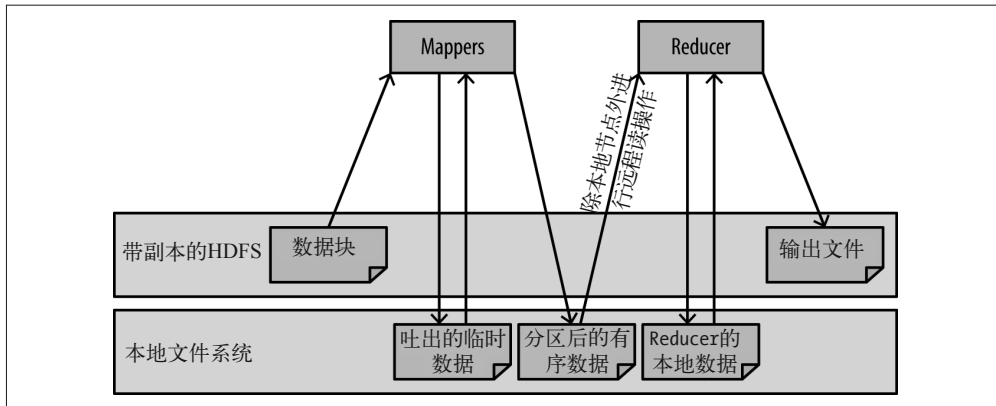 Mappers
Reducer
除本地节点外进
行远程读操作
带副本的HDFS
数据块
输出文件
本地文件系统
吐出的临时
数据
分区后的有
序数据
Reducer的
本地数据